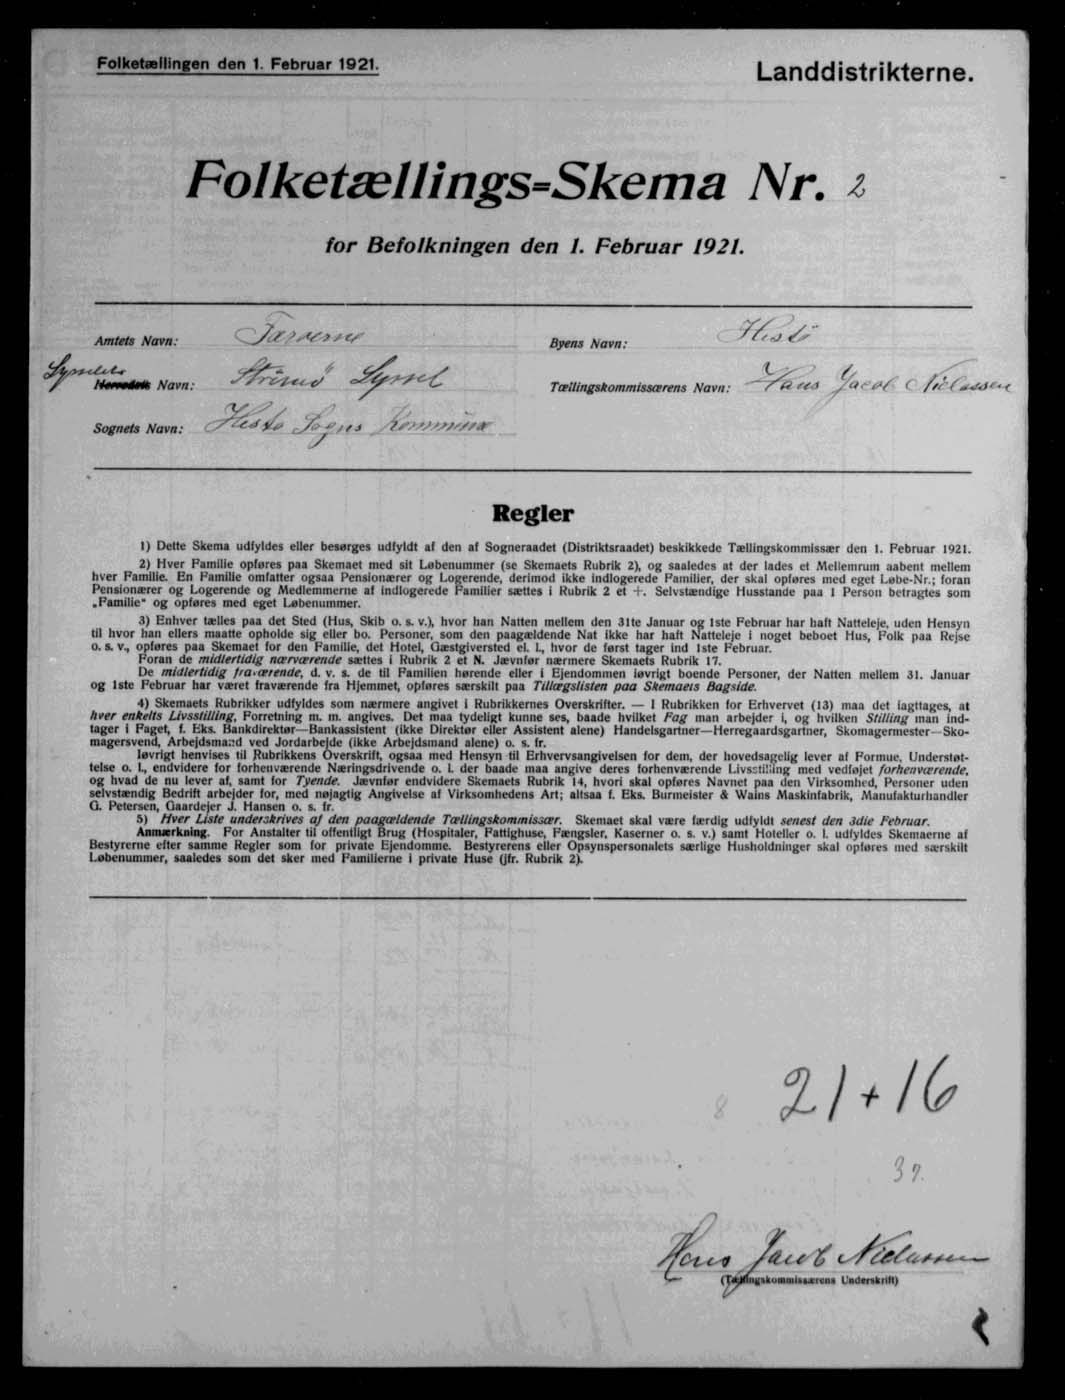 Folketællingen den 1. Februar 1921.
Landdistrikterne.
Folketællings=Skema Nr. 2
for Befolkningen den 1. Februar 1921.
Amtets Navn: Færøerne
Byens Navn: Hestø
Sysselets
Herredets Navn: Strømø Syssel
Tællingskommissærens Navn: Hans Jacob Niclassen
Sognets Navn: Hestø Sogns Kommune
Regler
1) Dette Skema udfyldes eller besørges udfyldt af den af Sogneraadet (Distriktsraadet) beskikkede Tællingskommissær den 1. Februar 1921.
2) Hver Familie opføres paa Skemaet med sit Løbenummer (se Skemaets Rubrik 2), og saaledes at der lades et Mellemrum aabent mellem
hver Familie. En Familie omfatter ogsaa Pensionærer og Logerende, derimod ikke indlogerede Familier, der skal opføres med eget Løbe-Nr.; foran
Pensionærer og Logerende og Medlemmerne af indlogerede Familier sættes i Rubrik 2 et +. Selvstændige Husstande paa 1 Person betragtes som
„Familie" og opføres med eget Løbenummer.
3) Enhver tælles paa det Sted (Hus, Skib o. s. v.), hvor han Natten mellem den 31te Januar og 1ste Februar har haft Natteleje, uden Hensyn
til hvor han ellers maatte opholde sig eller bo. Personer, som den paagældende Nat ikke har haft Natteleje i noget beboet Hus, Folk paa Rejse
o. s. v., opføres paa Skemaet for den Familie, det Hotel, Gæstgiversted el. l., hvor de først tager ind 1ste Februar.
Foran de midlertidig nærværende sættes i Rubrik 2 et N. Jævnfør nærmere Skemaets Rubrik 17.
De midlertidig fraværende, d. v. s. de til Familien hørende eller i Ejendommen iøvrigt boende Personer, der Natten mellem 31. Januar
og 1ste Februar har været fraværende fra Hjemmet, opføres særskilt paa Tillægslisten paa Skemaets Bagside.
4) Skemaets Rubrikker udfyldes som nærmere angivet i Rubrikkernes Overskrifter. — I Rubrikken for Erhvervet (13) maa det iagttages, at
hver enkelts Livsstilling, Forretning m. m. angives. Det maa tydeligt kunne ses, baade hvilket Fag man arbejder i, og hvilken Stilling man ind-
tager i Faget, f. Eks. Bankdirektør—Bankassistent (ikke Direktør eller Assistent alene) Handelsgartner—Herregaardsgartner, Skomagermester—Sko-
magersvend, Arbejdsmand ved Jordarbejde (ikke Arbejdsmand alene) o. s. fr.
Iøvrigt henvises til Rubrikkens Overskrift, ogsaa med Hensyn til Erhvervsangivelsen for dem, der hovedsagelig lever af Formue, Understøt-
telse o. l., endvidere for forhenværende Næringsdrivende o. l. der baade maa angive deres forhenværende Livsstilling med vedføjet forhenværende,
og hvad de nu lever af, samt for Tyende. Jævnfør endvidere Skemaets Rubrik 14, hvori skal opføres Navnet paa den Virksomhed, Personer uden
selvstændig Bedrift arbejder for, med nøjagtig Angivelse af Virksomhedens Art; altsaa f. Eks. Burmeister & Wains Maskinfabrik, Manufakturhandler
G. Petersen, Gaardejer J. Hansen o. s. fr.
5) Hver Liste underskrives af den paagældende Tællingskommissær. Skemaet skal være færdig udfyldt senest den 3die Februar.
Anmærkning. For Anstalter til offentligt Brug (Hospitaler, Fattighuse, Fængsler, Kaserner o. s. v.) samt Hoteller o. l. udfyldes Skemaerne af
Bestyrerne efter samme Regler som for private Ejendomme. Bestyrerens eller Opsynspersonalets særlige Husholdninger skal opføres med særskilt
Løbenummer, saaledes som det sker med Familierne i private Huse (jfr. Rubrik 2).
8 21+16
37.
Hans Jacob Niclassen
(Tællingskommissærens Underskrift)